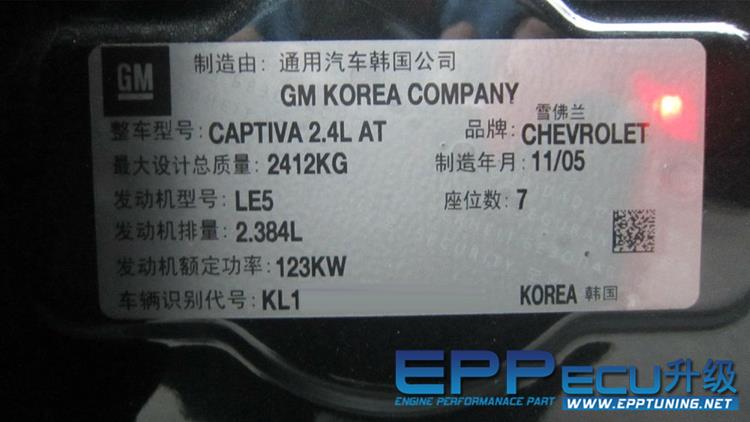 GM 制造由: 通用汽车韩国公司
GM KOREA COMPANY
雪佛兰
整车型号: CAPTIVA 2.4L AT 品牌: CHEVROLET
最大设计总质量: 2412KG 制造年月: 11/05
发动机型号: LE5 座位数: 7
发动机排量: 2.384L
发动机额定功率: 123KW
车辆识别代号: KL1 KOREA 韩国
EPP ECU升级
ENGINE PERFORMANACE PART WWW.EPPTUNING.NET